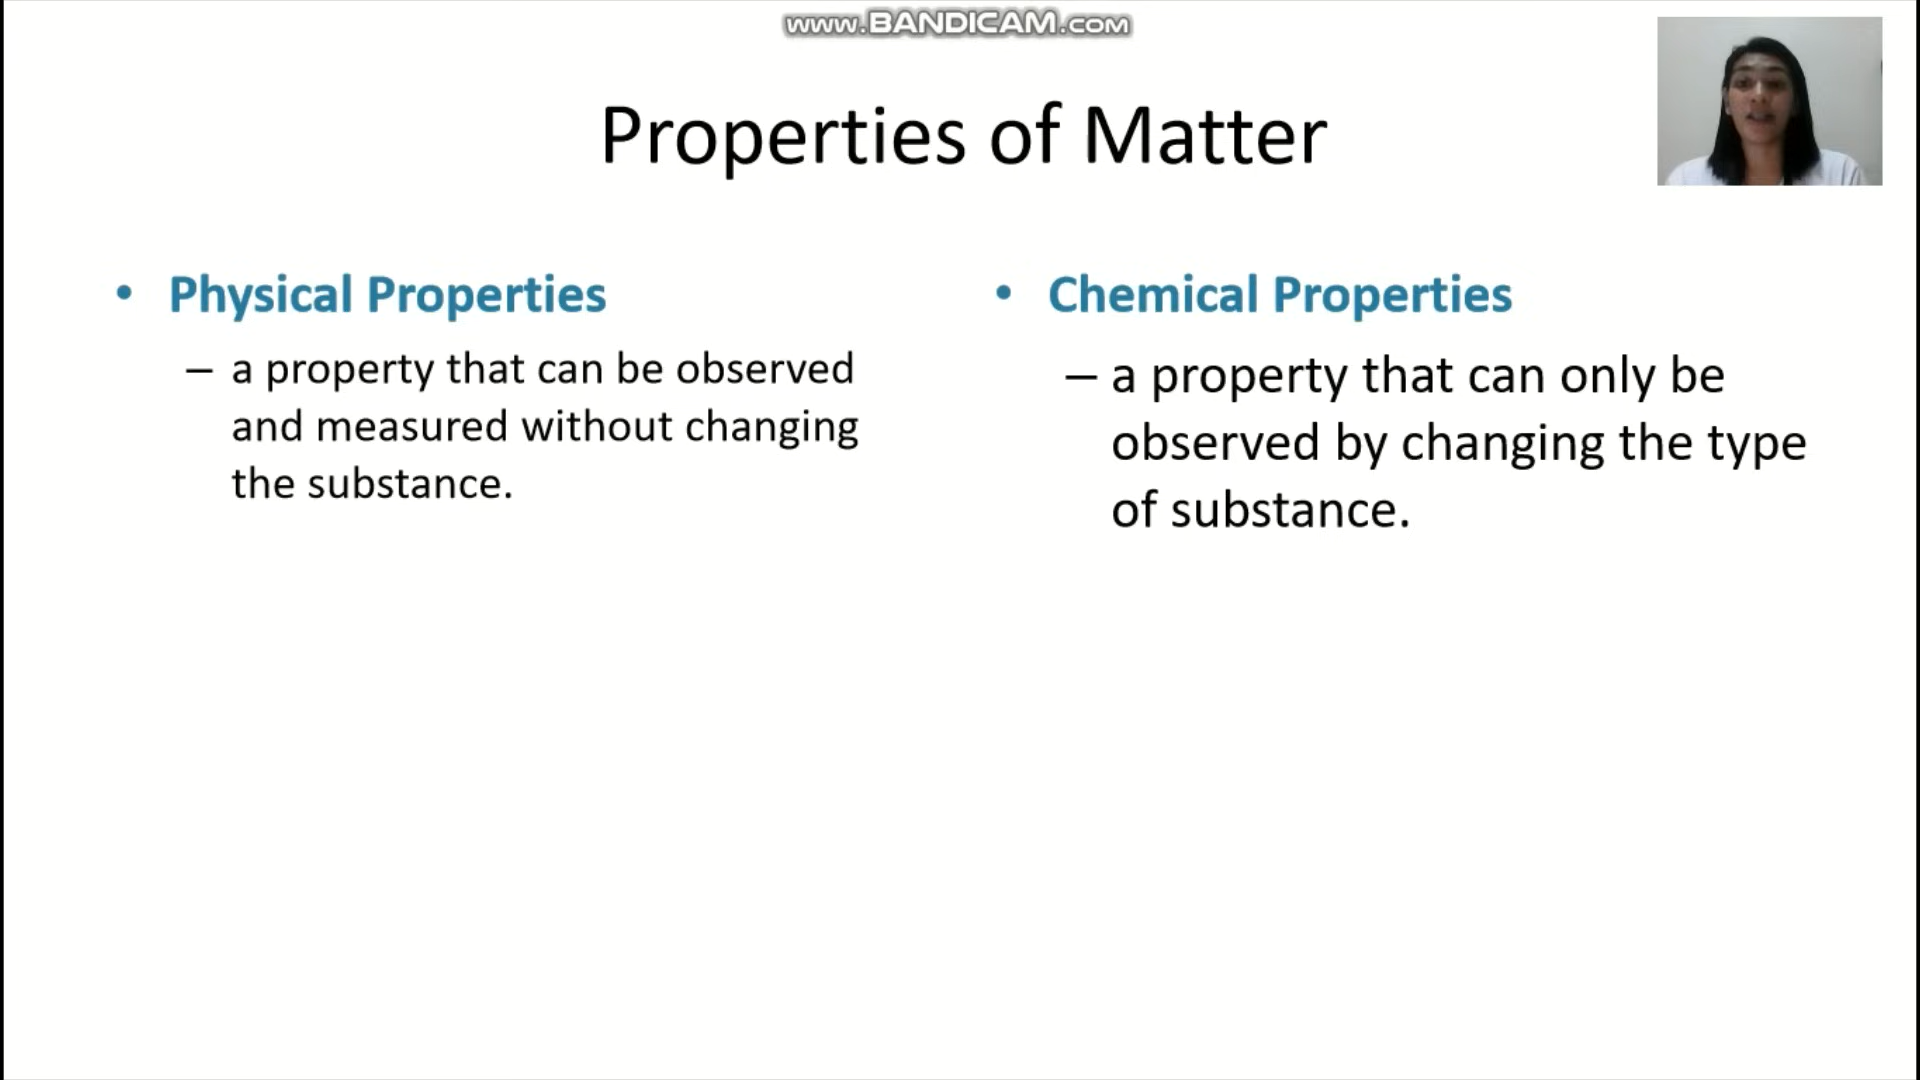 www.BANDICAM.com
Properties of Matter
• Physical Properties
– a property that can be observed
and measured without changing
the substance.
• Chemical Properties
– a property that can only be
observed by changing the type
of substance.